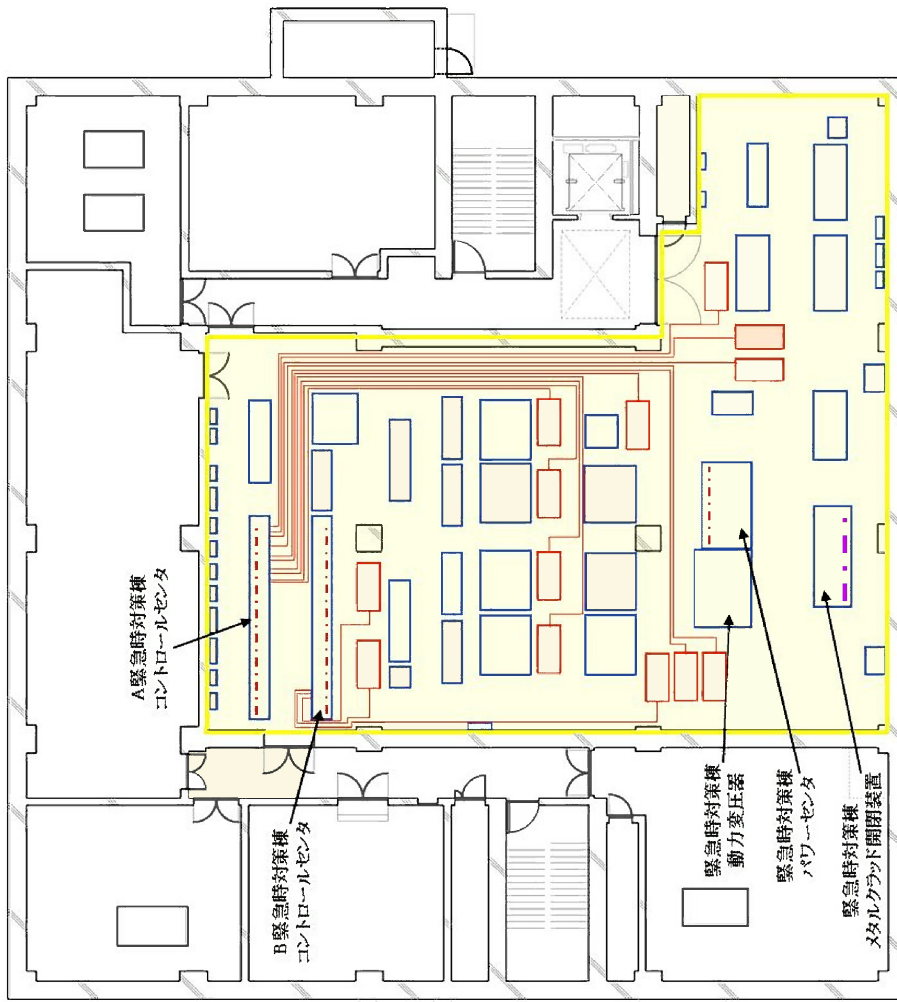 A緊急時対策棟
コントロールセンタ
B緊急時対策棟
コントロールセンタ
緊急時対策棟
動力変圧器
緊急時対策棟
パワーセンタ
緊急時対策棟
メタルクラッド開閉装置